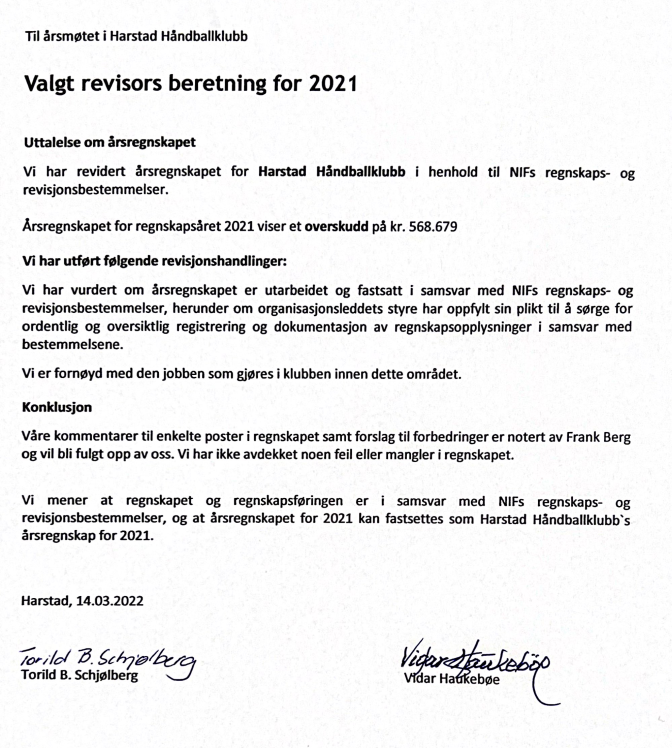 Til årsmøtet i Harstad Håndballklubb
Valgt revisors beretning for 2021
Uttalelse om årsregnskapet
Vi har revidert årsregnskapet for Harstad Håndballklubb i henhold til NIFs regnskaps- og
revisjonsbestemmelser.
Årsregnskapet for regnskapsåret 2021 viser et overskudd på kr. 568.679
Vi har utført følgende revisjonshandlinger:
Vi har vurdert om årsregnskapet er utarbeidet og fastsatt i samsvar med NIFs regnskaps- og
revisjonsbestemmelser, herunder om organisasjonsleddets styre har oppfylt sin plikt til å sørge for
ordentlig og oversiktlig registrering og dokumentasjon av regnskapsopplysninger i samsvar med
bestemmelsene.
Vi er fornøyd med den jobben som gjøres i klubben innen dette området.
Konklusjon
Våre kommentarer til enkelte poster i regnskapet samt forslag til forbedringer er notert av Frank Berg
og vil bli fulgt opp av oss. Vi har ikke avdekket noen feil eller mangler i regnskapet.
Vi mener at regnskapet og regnskapsføringen er i samsvar med NIFs regnskaps- og
revisjonsbestemmelser, og at årsregnskapet for 2021 kan fastsettes som Harstad Håndballklubb`s
årsregnskap for 2021.
Harstad, 14.03.2022
Torild B. Schjølberg Vidar Haukebøe
Torild B. Schjølberg Vidar Haukebøe